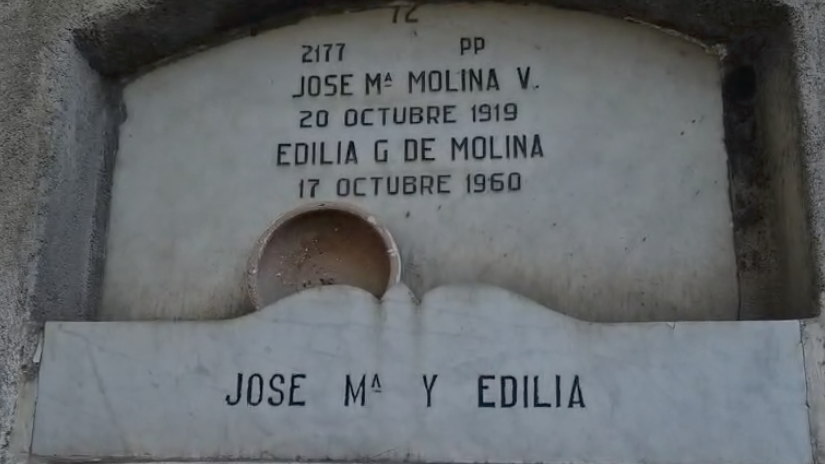 72
2177 PP
JOSE Mª MOLINA V.
20 OCTUBRE 1919
EDILIA G DE MOLINA
17 OCTUBRE 1960
JOSE Mª Y EDILIA